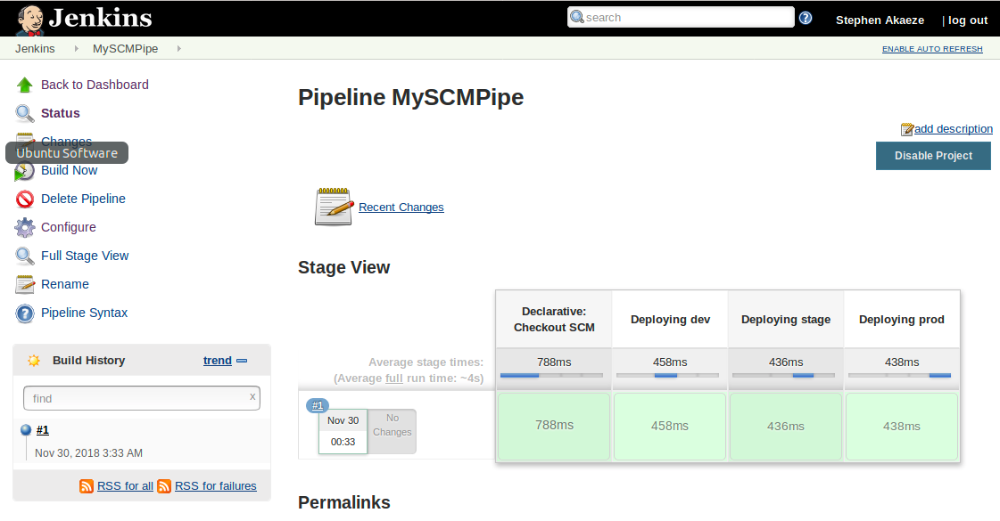 Jenkins
search
Stephen Akaeze
| log out
Jenkins
MySCMPipe
ENABLE AUTO REFRESH
Back to Dashboard
Status
Changes
Ubuntu Software
Build Now
Delete Pipeline
Configure
Full Stage View
Rename
Pipeline Syntax
Build History
trend
find
x
#1
Nov 30, 2018 3:33 AM
RSS for all
RSS for failures
Pipeline MySCMPipe
add description
Disable Project
Recent Changes
Stage View
Declarative:
Checkout SCM
Deploying dev
Deploying stage
Deploying prod
Average stage times:
(Average full run time: ~4s)
788ms
458ms
436ms
438ms
#1
Nov 30
00:33
No
Changes
788ms
458ms
436ms
438ms
Permalinks